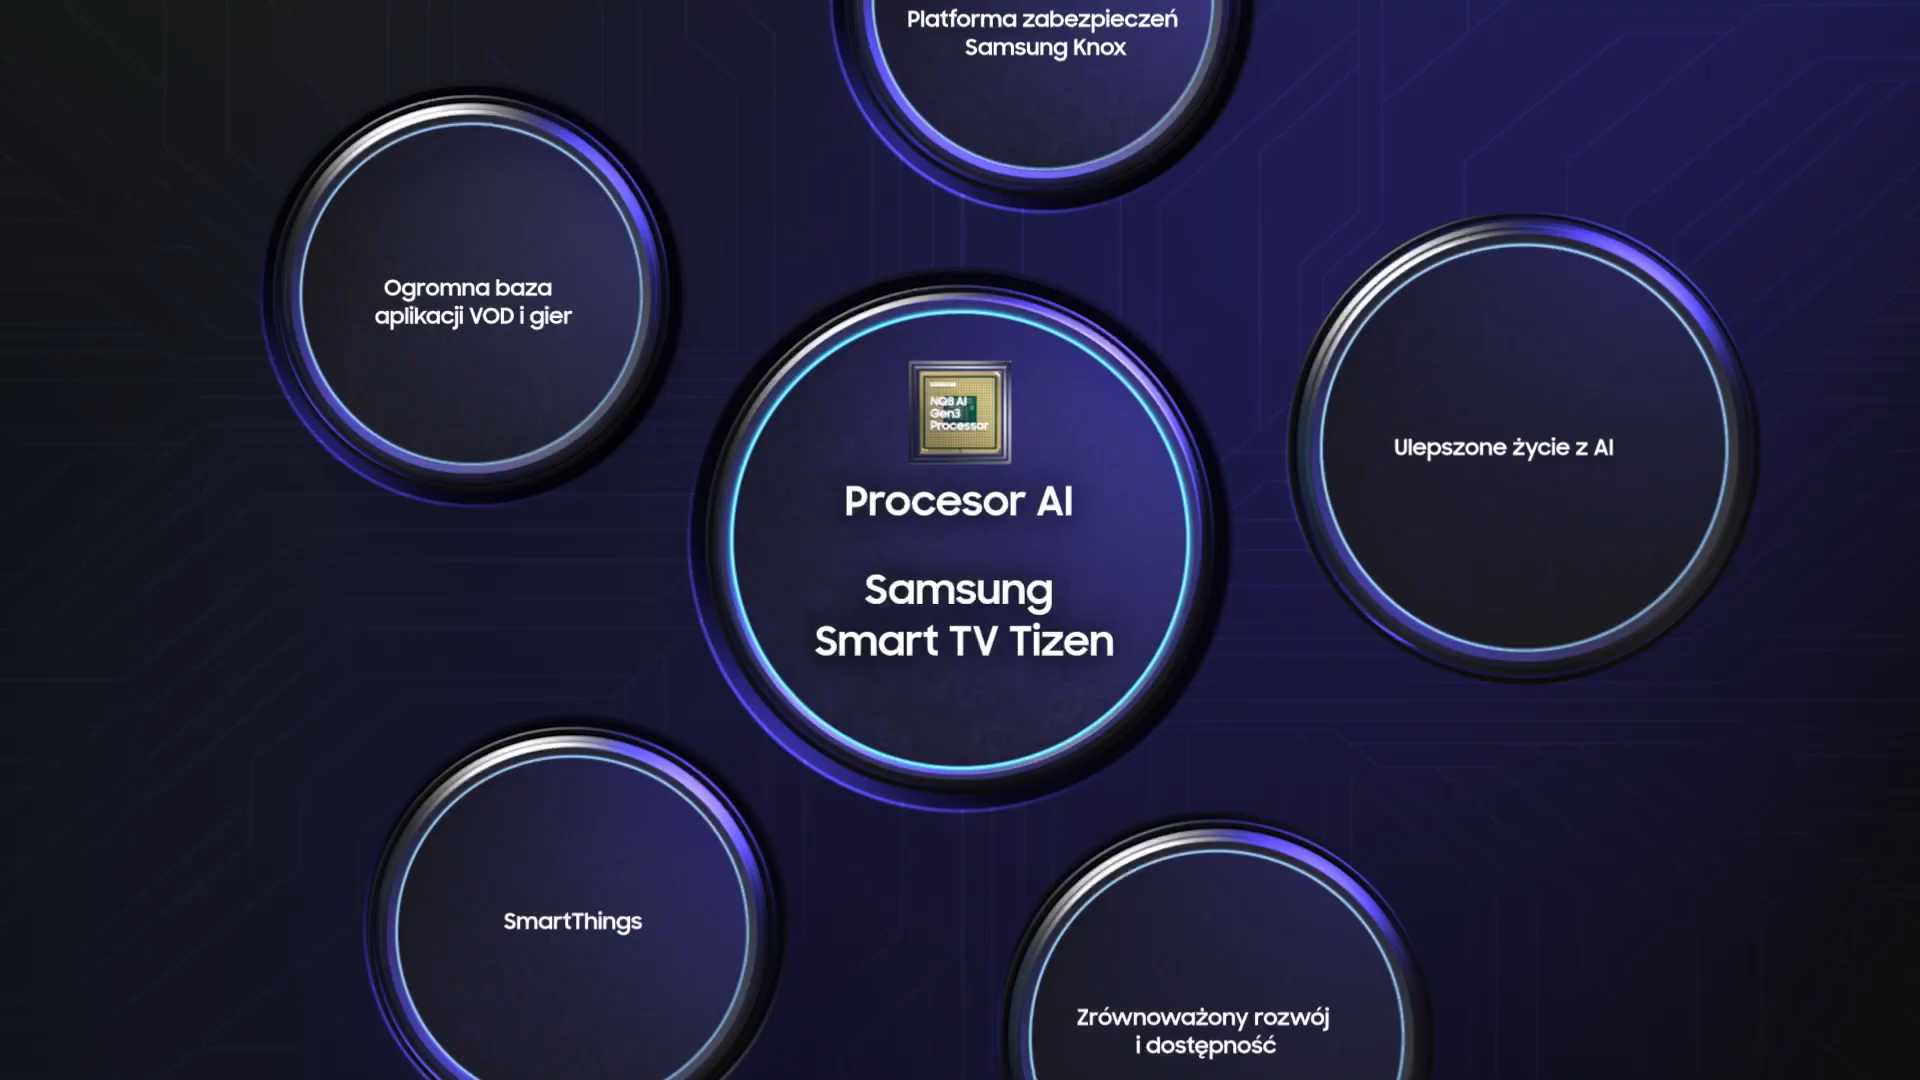 Platforma zabezpieczeń
Samsung Knox
Ogromna baza
aplikacji VOD i gier
NQ8 AI
Gen3
Processor
Procesor AI
Samsung
Smart TV Tizen
Ulepszone życie z AI
SmartThings
Zrównoważony rozwój
i dostępność